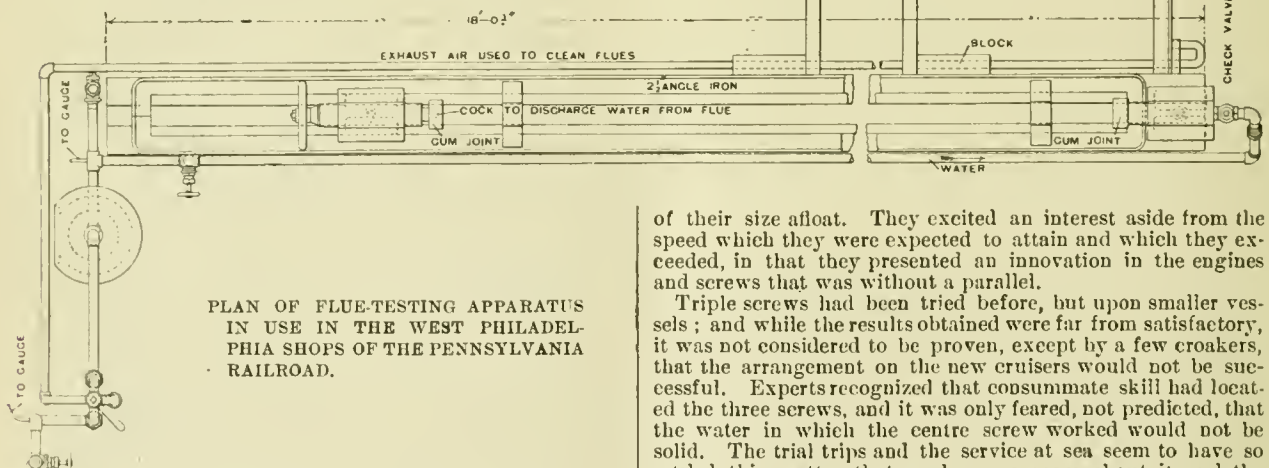 18'-0¾"
EXHAUST AIR USED TO CLEAN FLUES
BLOCK
CHECK VALV
TO GAUGE
2½" ANGLE IRON
COCK TO DISCHARGE WATER FROM FLUE
GUM JOINT
GUM JOINT
WATER
TO GAUGE
PLAN OF FLUE-TESTING APPARATUS
IN USE IN THE WEST PHILADEL-
PHIA SHOPS OF THE PENNSYLVANIA
RAILROAD.
of their size afloat. They excited an interest aside from the
speed which they were expected to attain and which they ex-
ceeded, in that they presented an innovation in the engines
and screws that was without a parallel.
Triple screws had been tried before, but upon smaller ves-
sels ; and while the results obtained were far from satisfactory,
it was not considered to be proven, except by a few croakers,
that the arrangement on the new cruisers would not be suc-
cessful. Experts recognized that consummate skill had locat-
ed the three screws, and it was only feared, not predicted, that
the water in which the centre screw worked would not be
solid. The trial trips and the service at sea seem to have so